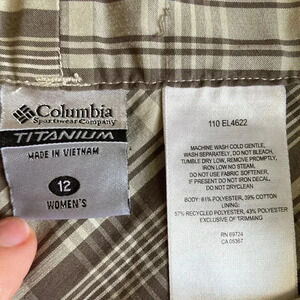 Columbia
Sportswear Company
TITANIUM
MADE IN VIETNAM
12
WOMEN'S
110 EL4622
MACHINE WASH COLD GENTLE,
WASH SEPARATELY, DO NOT BLEACH,
TUMBLE DRY LOW, REMOVE PROMPTLY,
IRON LOW NO STEAM,
DO NOT USE FABRIC SOFTENER.
IF PRESENT DO NOT IRON DECAL,
DO NOT DRYCLEAN
BODY: 61% POLYESTER, 39% COTTON
LINING:
57% RECYCLED POLYESTER, 43% POLYESTER
EXCLUSIVE OF TRIMMING
RN 69724
CA 05367